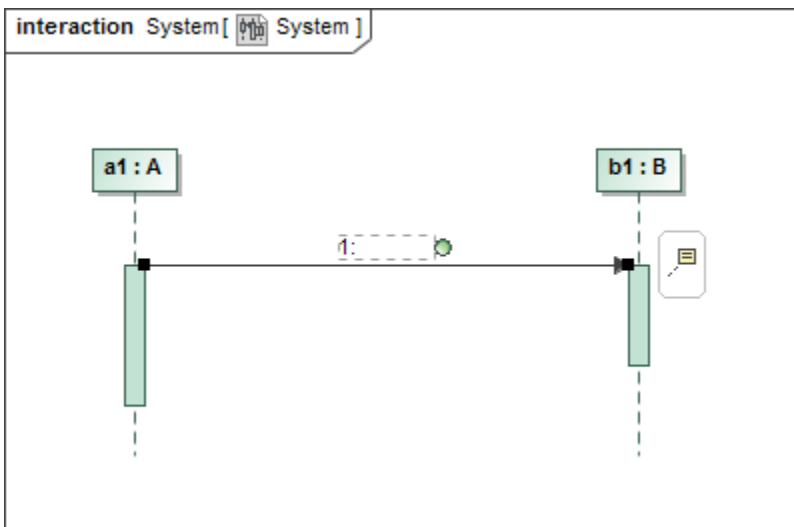 interaction System[ System ]
a1 : A
b1 : B
1: